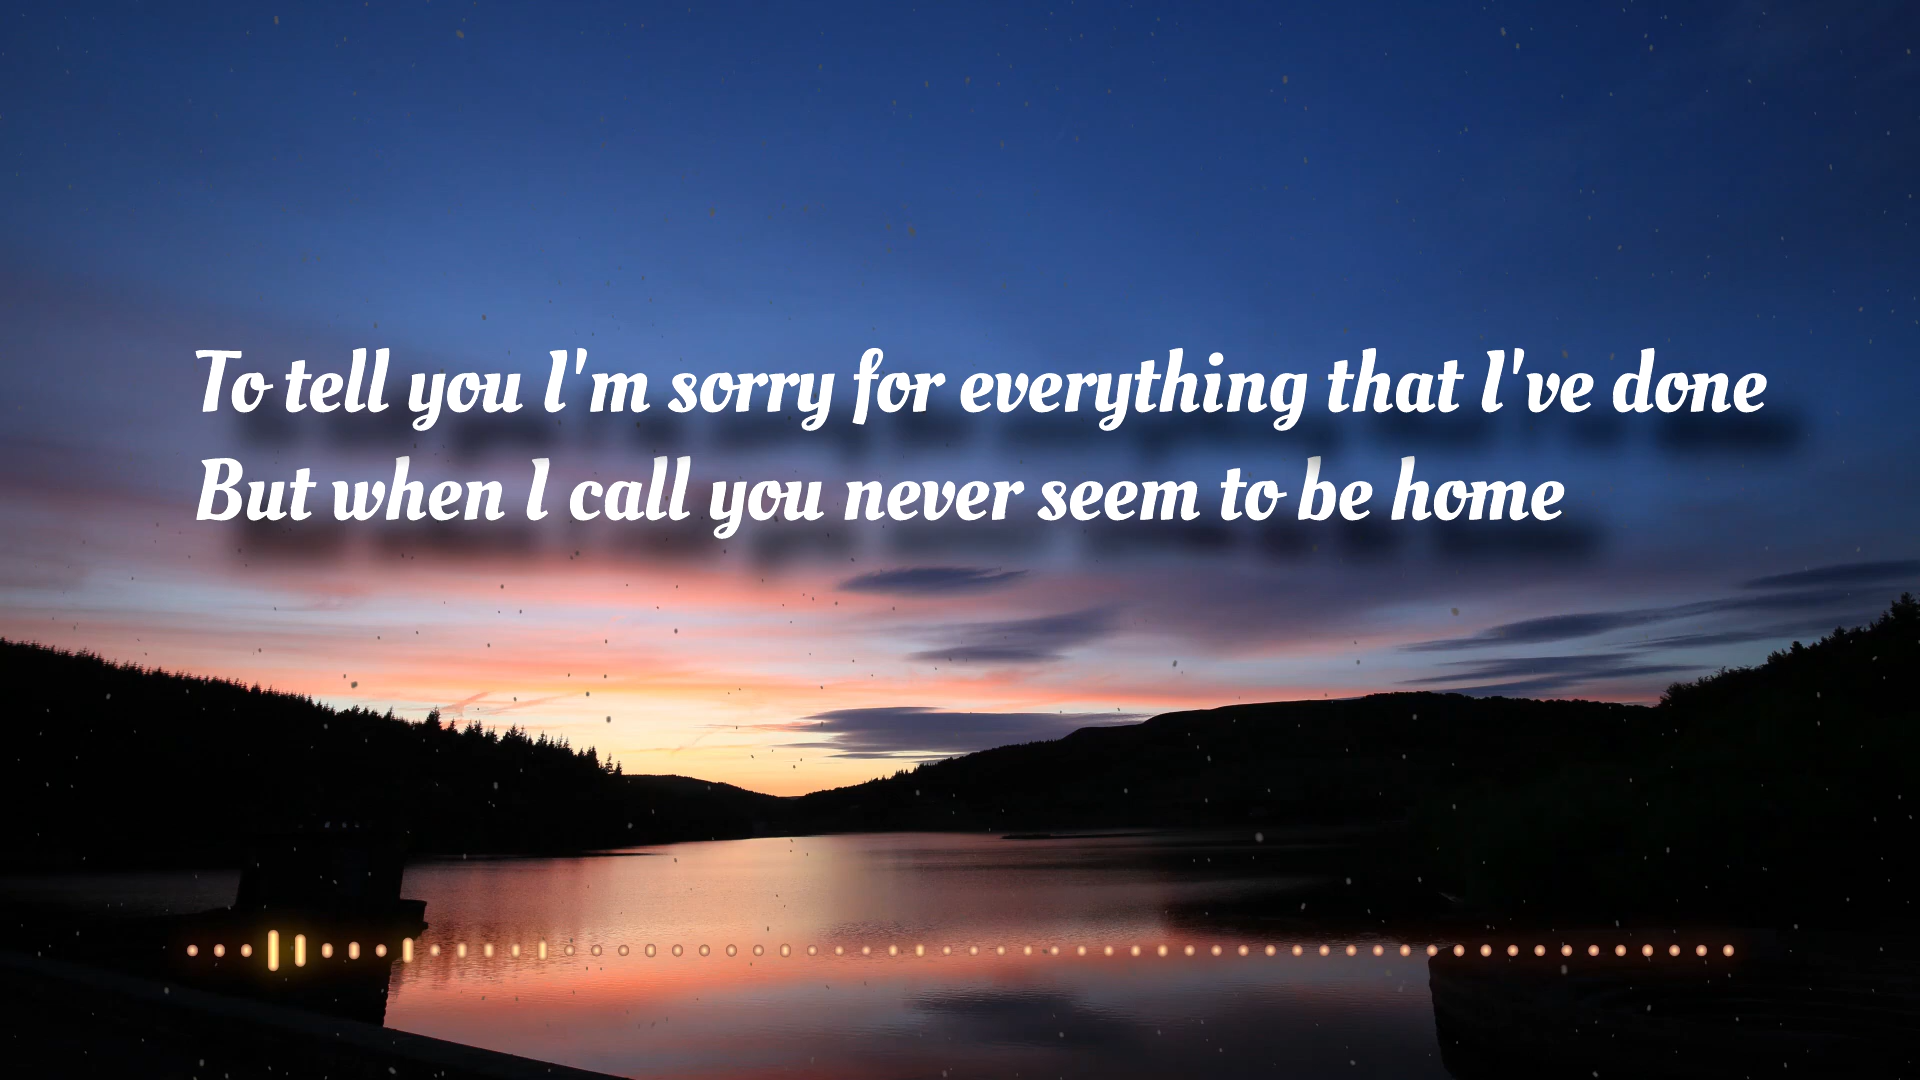 To tell you I'm sorry for everything that I've done
But when I call you never seem to be home